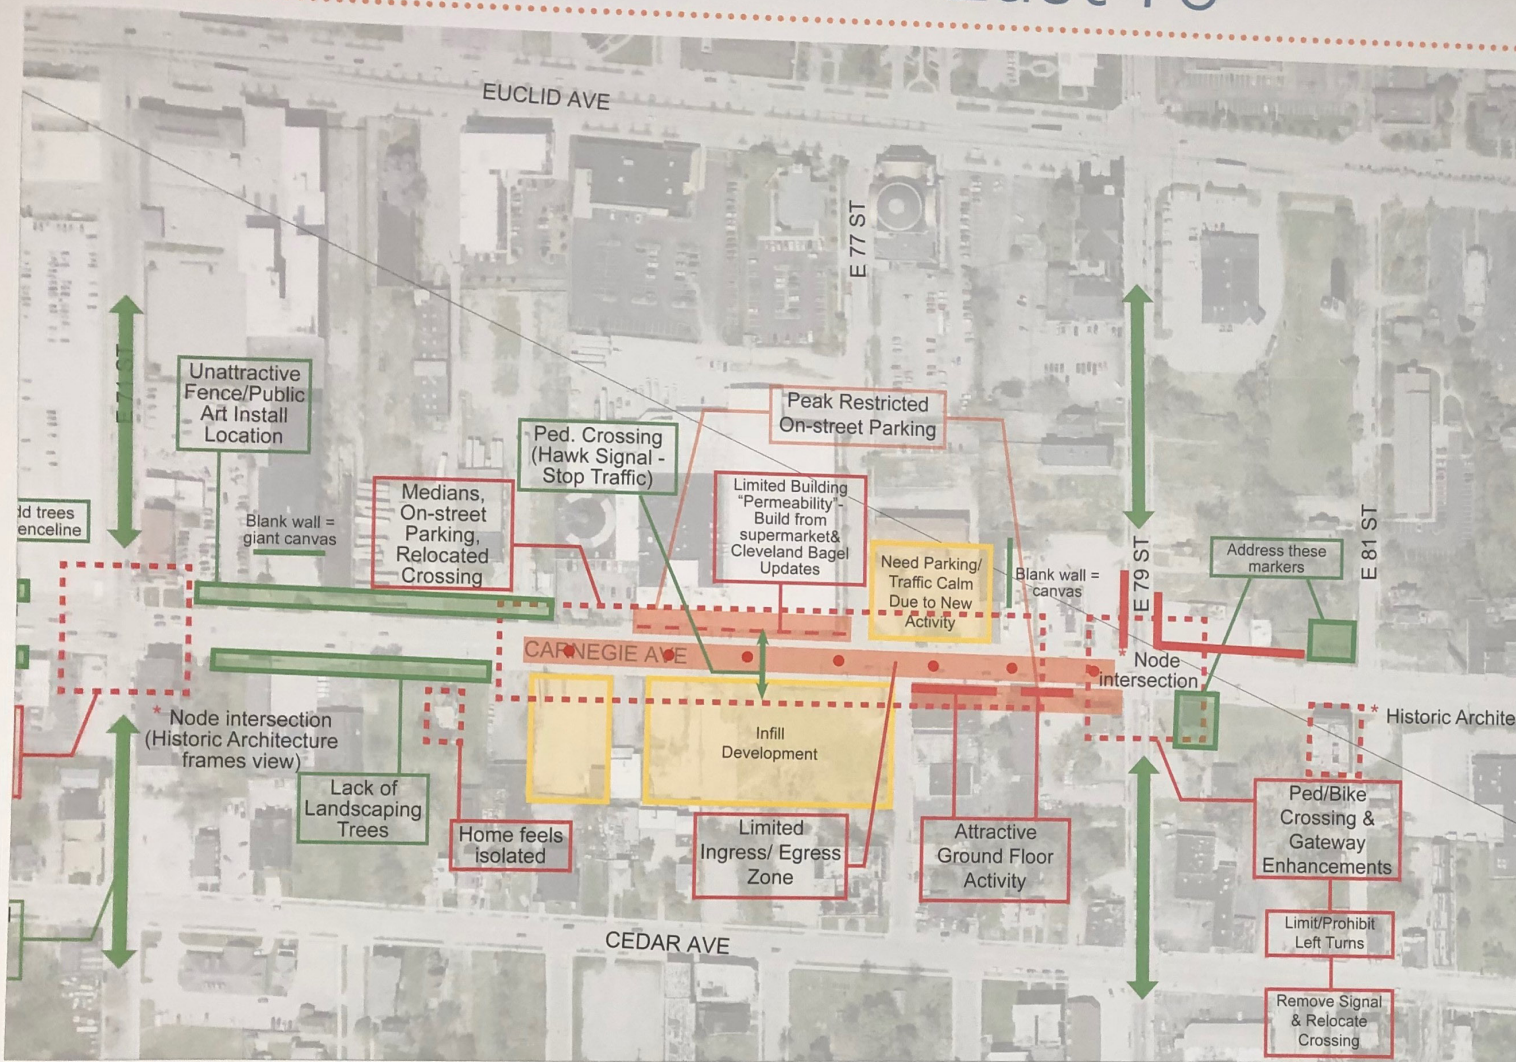 EUCLID AVE
E 77 ST
E 71 ST
Unattractive
Fence/Public
Art Install
Location
Peak Restricted
On-street Parking
Ped. Crossing
(Hawk Signal -
Stop Traffic)
Medians,
On-street
Parking,
Relocated
Crossing
Limited Building
"Permeability"-
Build from
supermarket&
Cleveland Bagel
Updates
dd trees
enceline
Blank wall =
giant canvas
Need Parking/
Traffic Calm
Due to New
Activity
Blank wall =
canvas
E 79 ST
Address these
markers
E 81 ST
CARNEGIE AVE
* Node
intersection
* Node intersection
(Historic Architecture
frames view)
* Historic Archite
Infill
Development
Lack of
Landscaping
Trees
Home feels
isolated
Limited
Ingress/ Egress
Zone
Attractive
Ground Floor
Activity
Ped/Bike
Crossing &
Gateway
Enhancements
Limit/Prohibit
Left Turns
Remove Signal
& Relocate
Crossing
CEDAR AVE